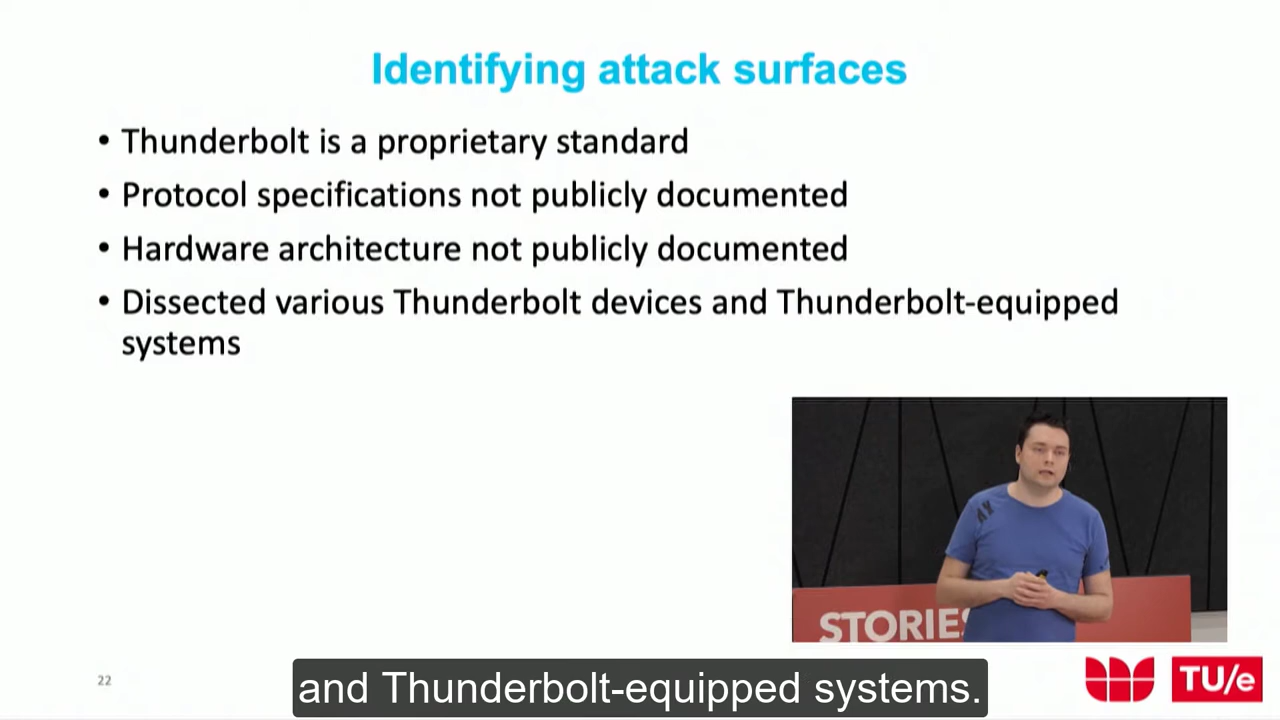 Identifying attack surfaces
• Thunderbolt is a proprietary standard
• Protocol specifications not publicly documented
• Hardware architecture not publicly documented
• Dissected various Thunderbolt devices and Thunderbolt-equipped
systems
STORIES
22
and Thunderbolt-equipped systems.
TU/e